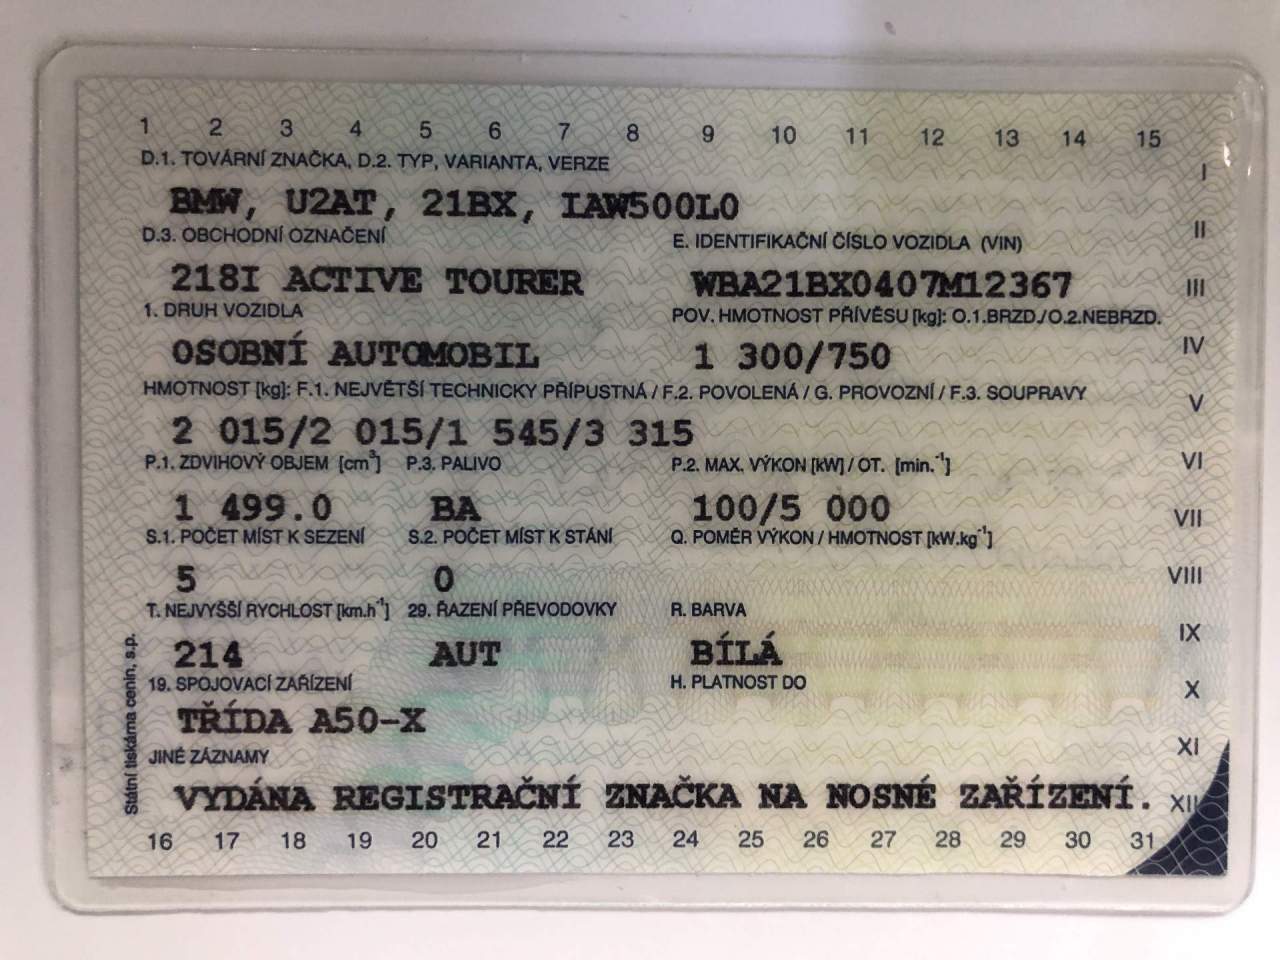 1 2 3 4 5 6 7 8 9 10 11 12 13 14 15
D.1. TOVÁRNÍ ZNAČKA, D.2. TYP, VARIANTA, VERZE
I
BMW, U2AT, 21BX, IAW500L0
II
D.3. OBCHODNÍ OZNAČENÍ E. IDENTIFIKAČNÍ ČÍSLO VOZIDLA (VIN)
218I ACTIVE TOURER WBA21BX0407M12367
III
1. DRUH VOZIDLA POV. HMOTNOST PŘÍVĚSU [kg]: O.1.BRZD./O.2.NEBRZD.
OSOBNÍ AUTOMOBIL 1 300/750
IV
HMOTNOST [kg]: F.1. NEJVĚTŠÍ TECHNICKY PŘÍPUSTNÁ / F.2. POVOLENÁ / G. PROVOZNÍ / F.3. SOUPRAVY
V
2 015/2 015/1 545/3 315
P.1. ZDVIHOVÝ OBJEM [cm³] P.3. PALIVO P.2. MAX. VÝKON [kW] / OT. [min.⁻¹]
VI
1 499.0 BA 100/5 000
VII
S.1. POČET MÍST K SEZENÍ S.2. POČET MÍST K STÁNÍ Q. POMĚR VÝKON / HMOTNOST [kW.kg⁻¹]
5 0
VIII
T. NEJVYŠŠÍ RYCHLOST [km.h⁻¹] 29. ŘAZENÍ PŘEVODOVKY R. BARVA
IX
214 AUT BÍLÁ
19. SPOJOVACÍ ZAŘÍZENÍ H. PLATNOST DO
X
TŘÍDA A50-X
XI
JINÉ ZÁZNAMY
VYDÁNA REGISTRAČNÍ ZNAČKA NA NOSNÉ ZAŘÍZENÍ.
XII
16 17 18 19 20 21 22 23 24 25 26 27 28 29 30 31
Státní tiskárna cenin, s.p.